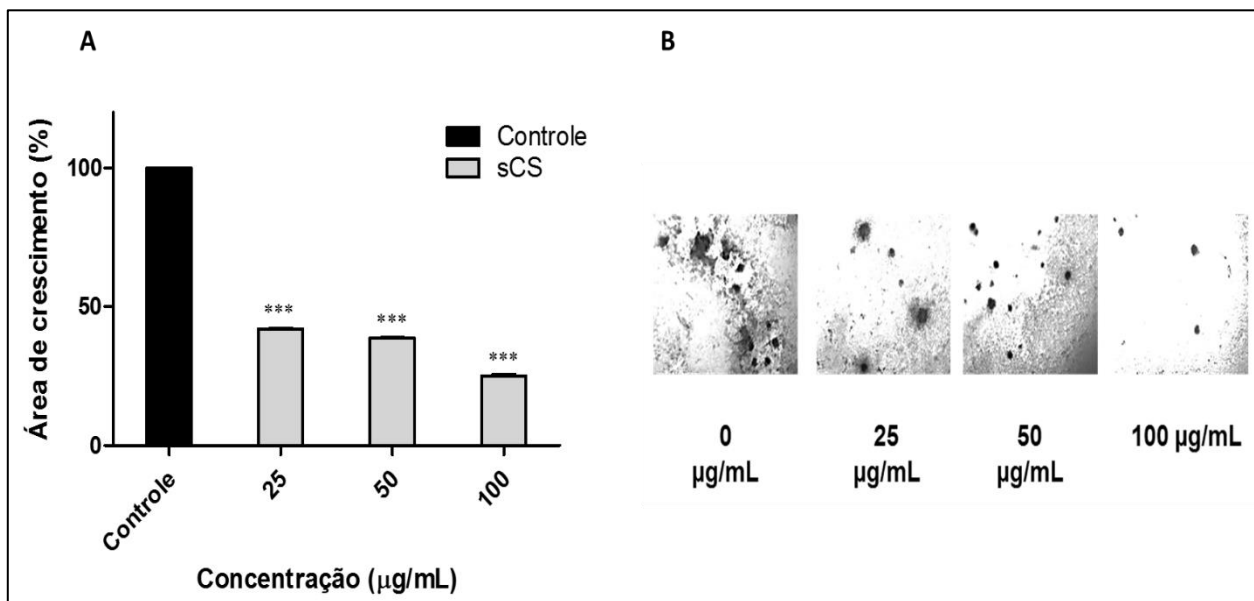 A
Área de crescimento (%)
100
50
0
***
***
***
Controle
sCS
Controle
25
50
100
Concentração (µg/mL)
B
0
µg/mL
25
µg/mL
50
µg/mL
100 µg/mL